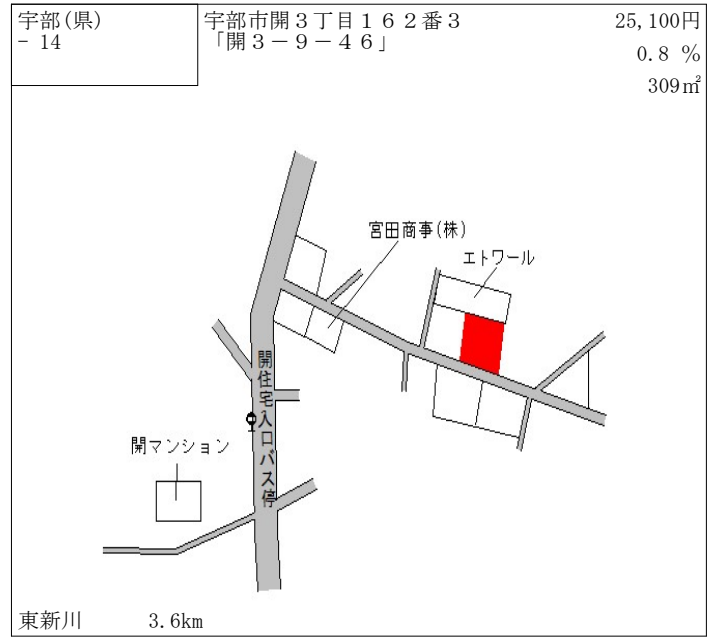 宇部(県)
- 14
宇部市開３丁目１６２番３
「開３－９－４６」
25,100円
0.8 %
309㎡
宮田商事(株)
エトワール
開住宅入口バス停
開マンション
東新川 3.6km